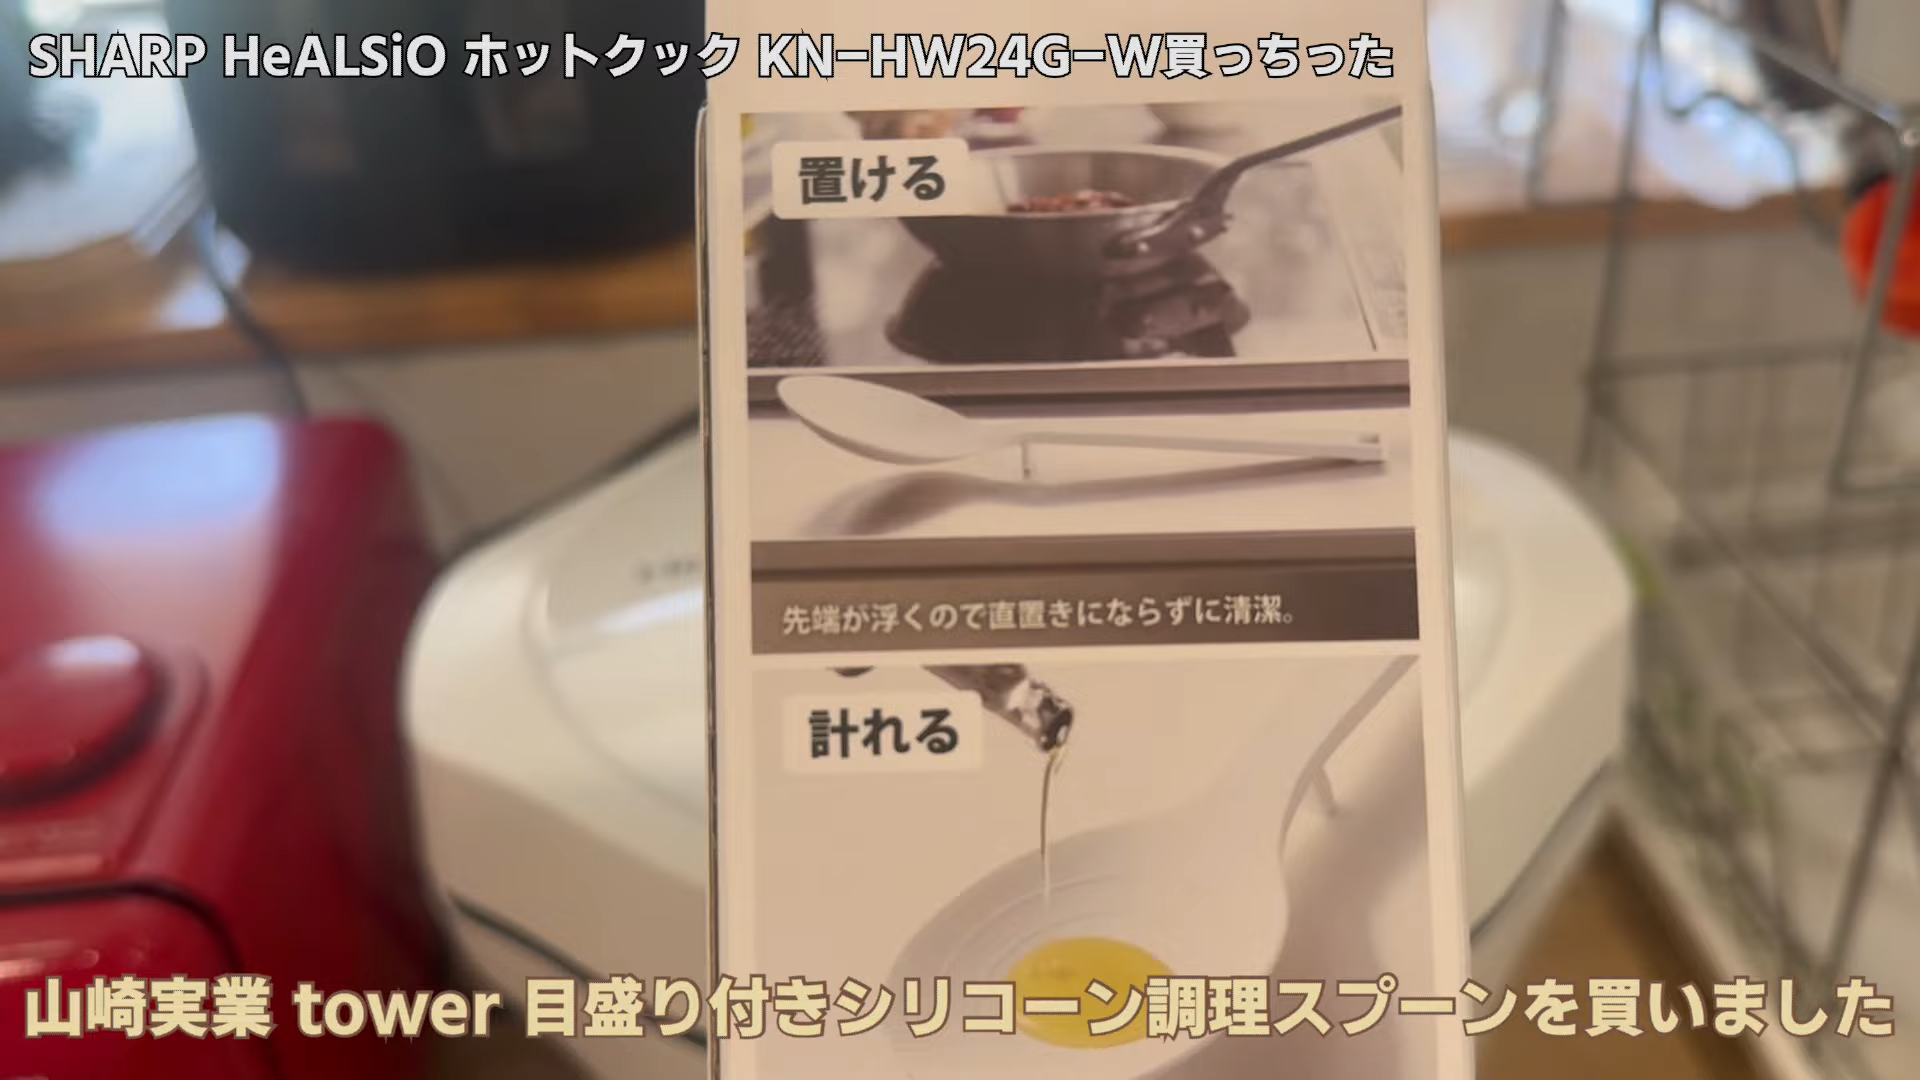 SHARP HeALSiO ホットクック KN−HW24G−W買っちった
置ける
先端が浮くので直置きにならずに清潔。
計れる
山崎実業 tower 目盛り付きシリコーン調理スプーンを買いました